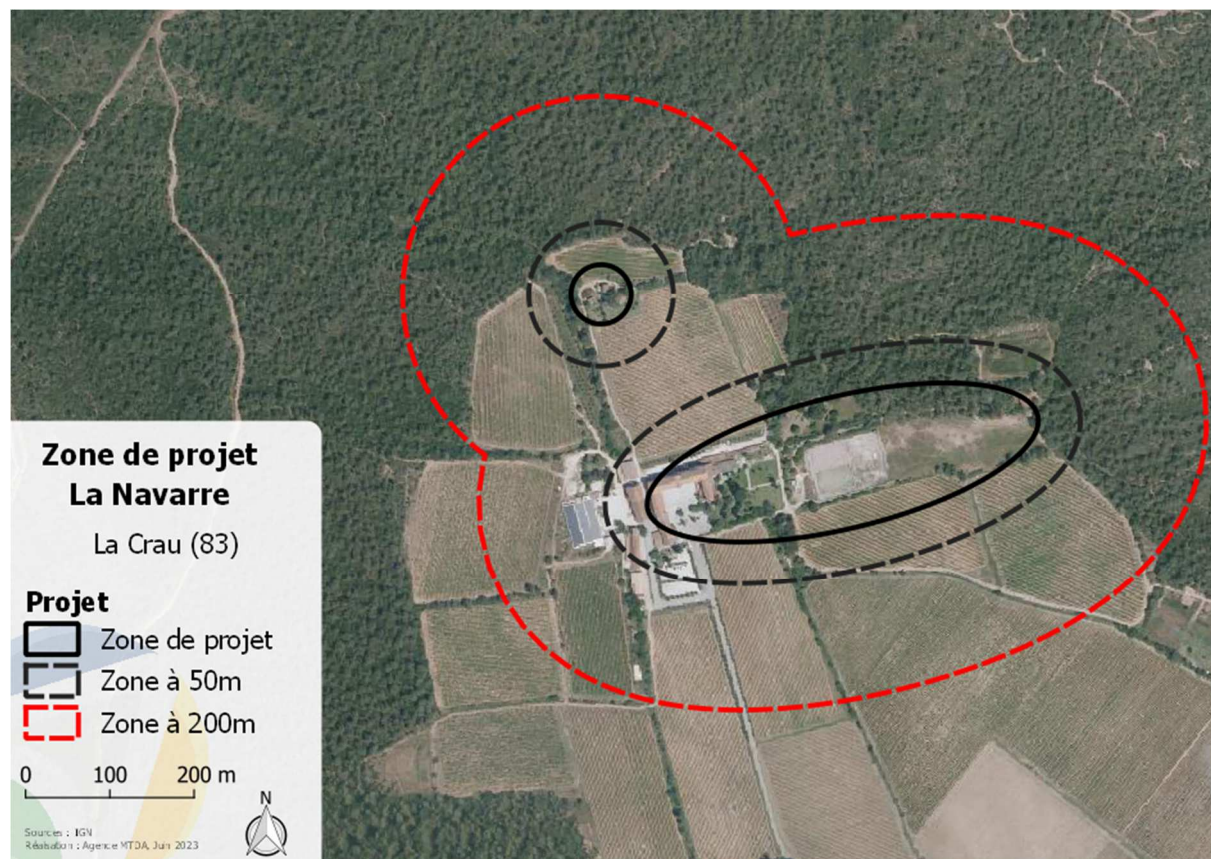 Zone de projet
La Navarre
La Crau (83)
Projet
Zone de projet
Zone à 50m
Zone à 200m
0 100 200 m
N
Sources : IGN
Réalisation : Agence MTDA, Juin 2023